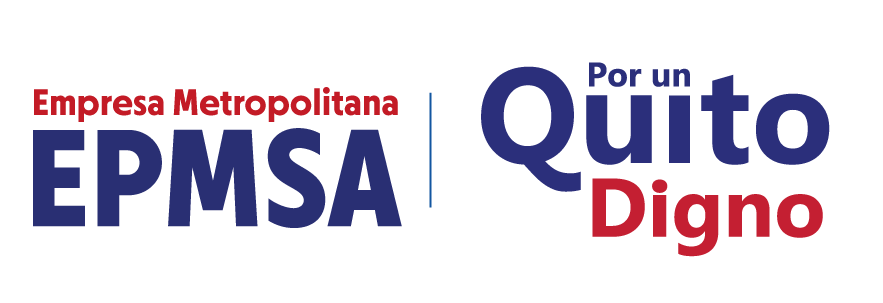 Empresa Metropolitana
EPMSA
Por un
Quito
Digno